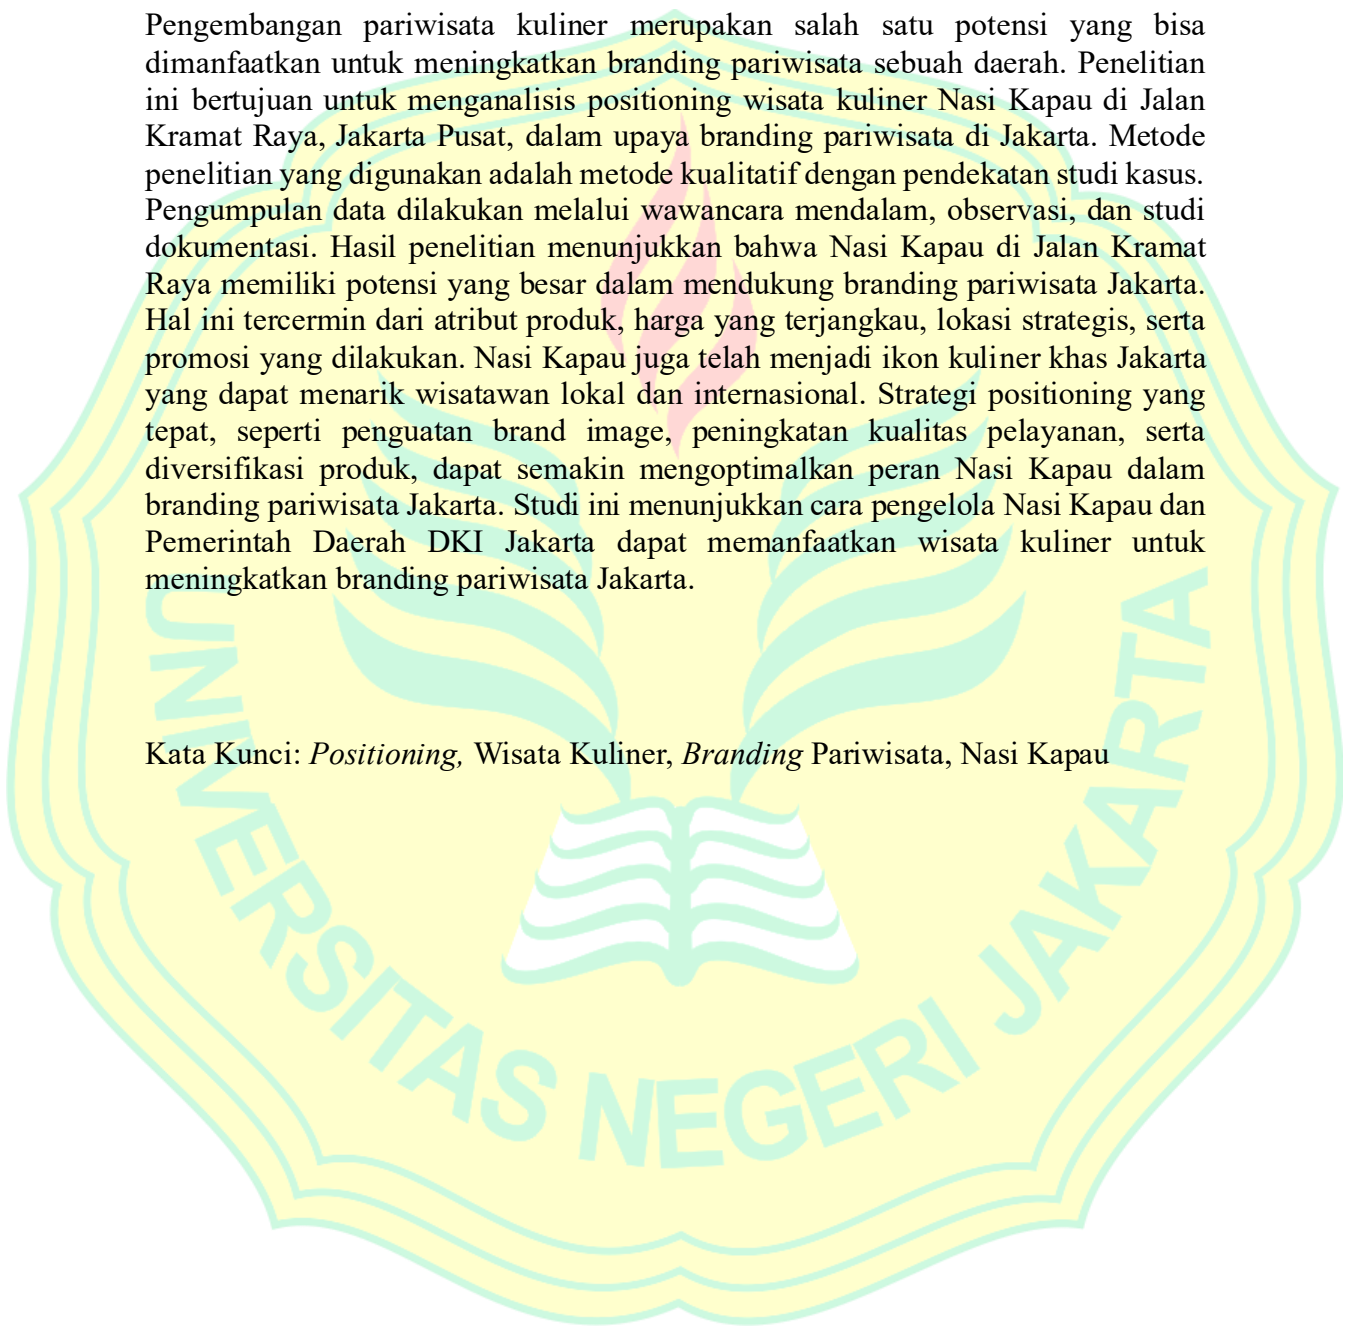 Pengembangan pariwisata kuliner merupakan salah satu potensi yang bisa
dimanfaatkan untuk meningkatkan branding pariwisata sebuah daerah. Penelitian
ini bertujuan untuk menganalisis positioning wisata kuliner Nasi Kapau di Jalan
Kramat Raya, Jakarta Pusat, dalam upaya branding pariwisata di Jakarta. Metode
penelitian yang digunakan adalah metode kualitatif dengan pendekatan studi kasus.
Pengumpulan data dilakukan melalui wawancara mendalam, observasi, dan studi
dokumentasi. Hasil penelitian menunjukkan bahwa Nasi Kapau di Jalan Kramat
Raya memiliki potensi yang besar dalam mendukung branding pariwisata Jakarta.
Hal ini tercermin dari atribut produk, harga yang terjangkau, lokasi strategis, serta
promosi yang dilakukan. Nasi Kapau juga telah menjadi ikon kuliner khas Jakarta
yang dapat menarik wisatawan lokal dan internasional. Strategi positioning yang
tepat, seperti penguatan brand image, peningkatan kualitas pelayanan, serta
diversifikasi produk, dapat semakin mengoptimalkan peran Nasi Kapau dalam
branding pariwisata Jakarta. Studi ini menunjukkan cara pengelola Nasi Kapau dan
Pemerintah Daerah DKI Jakarta dapat memanfaatkan wisata kuliner untuk
meningkatkan branding pariwisata Jakarta.
Kata Kunci: Positioning, Wisata Kuliner, Branding Pariwisata, Nasi Kapau
UNIVERSITAS NEGERI JAKARTA